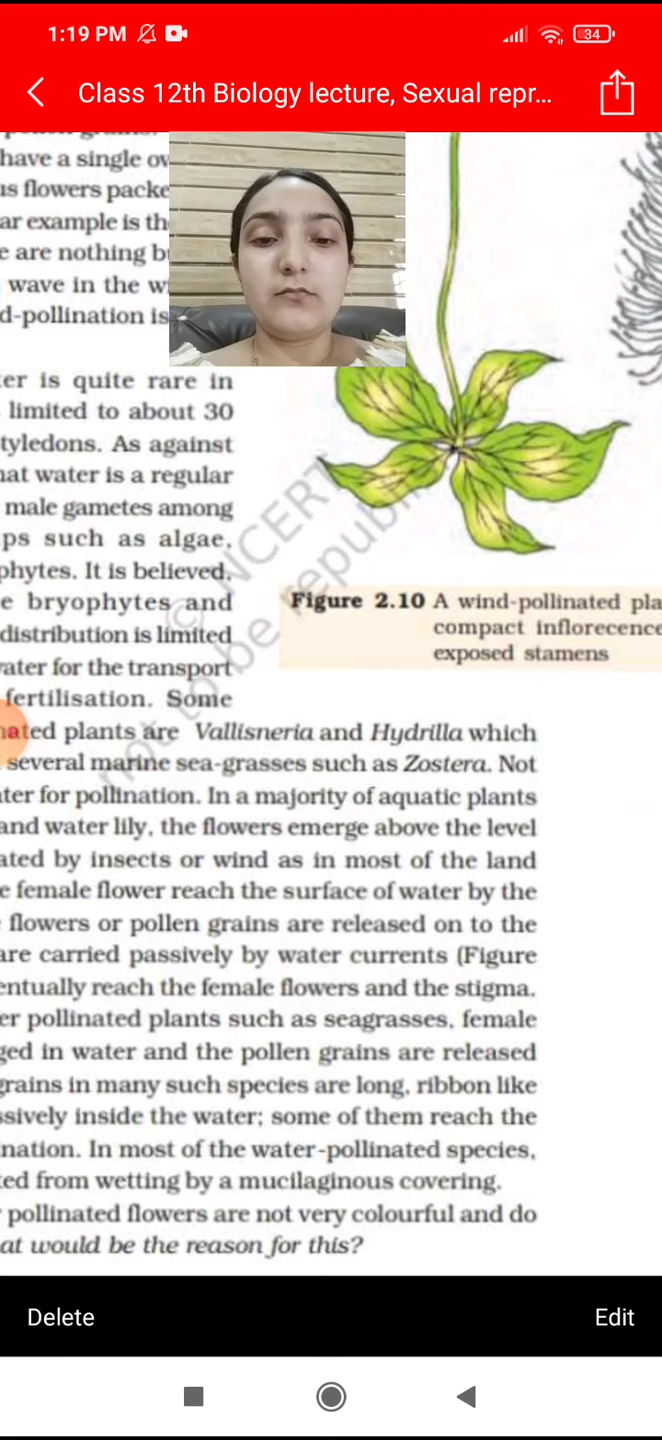 1:19 PM
34
Class 12th Biology lecture, Sexual repr...
have a single ov
us flowers packe
ar example is th
e are nothing b
wave in the w
d-pollination is
er is quite rare in
limited to about 30
tyledons. As against
hat water is a regular
male gametes among
ps such as algae,
phytes. It is believed,
e bryophytes and
distribution is limited
vater for the transport
fertilisation. Some
nated plants are Vallisneria and Hydrilla which
several marine sea-grasses such as Zostera. Not
ater for pollination. In a majority of aquatic plants
and water lily, the flowers emerge above the level
ated by insects or wind as in most of the land
e female flower reach the surface of water by the
flowers or pollen grains are released on to the
are carried passively by water currents (Figure
entually reach the female flowers and the stigma.
er pollinated plants such as seagrasses, female
ged in water and the pollen grains are released
grains in many such species are long, ribbon like
ssively inside the water; some of them reach the
nation. In most of the water-pollinated species,
ted from wetting by a mucilaginous covering.
pollinated flowers are not very colourful and do
at would be the reason for this?
Figure 2.10 A wind-pollinated pla
compact inflorecence
exposed stamens
© NCERT
not to be republi
Delete
Edit